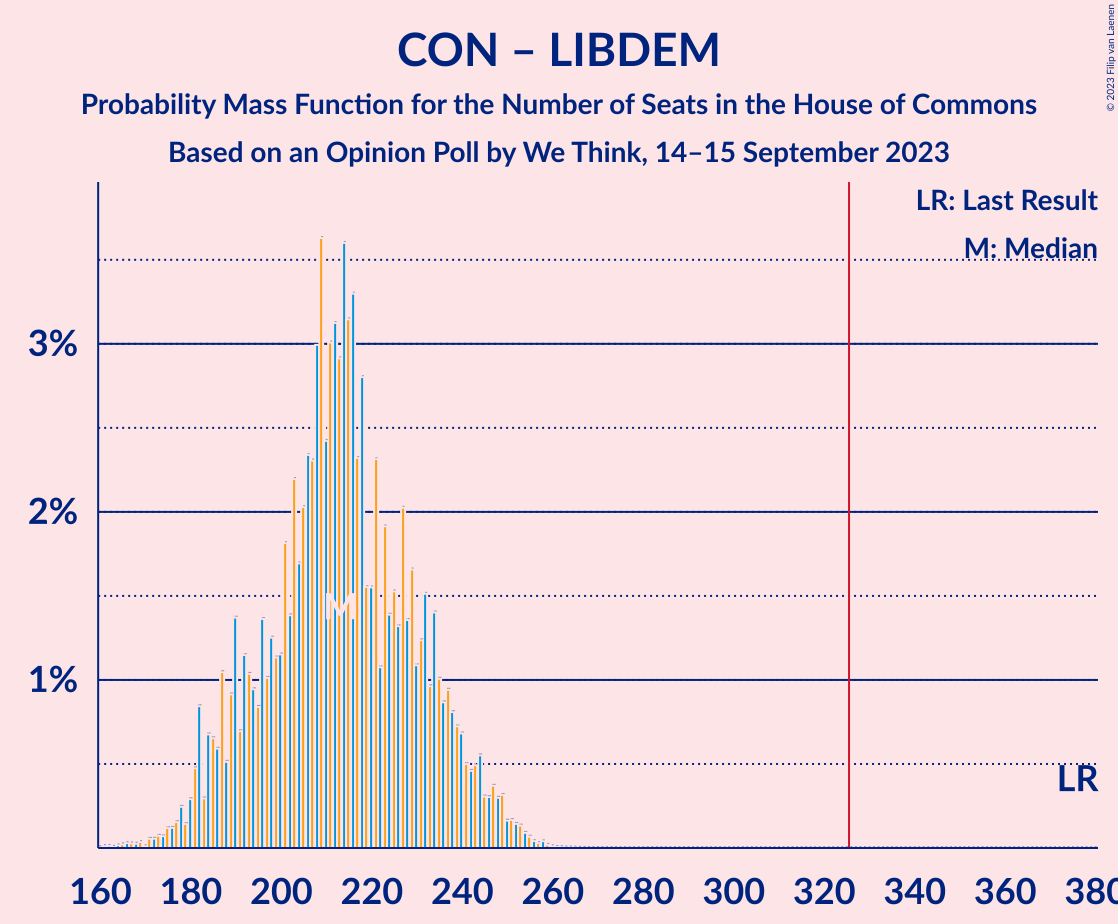 CON – LIBDEM
Probability Mass Function for the Number of Seats in the House of Commons
Based on an Opinion Poll by We Think, 14–15 September 2023
© 2023 Filip van Laenen
LR: Last Result
M: Median
3%
2%
1%
M
LR
160 180 200 220 240 260 280 300 320 340 360 380